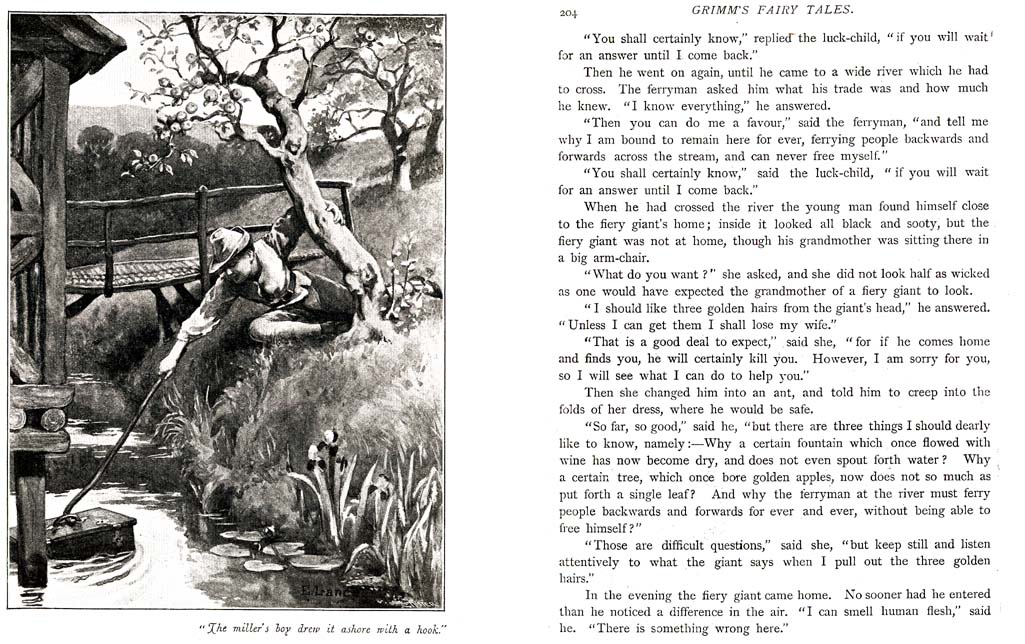 "The miller's boy drew it ashore with a hook."
204
GRIMM'S FAIRY TALES.
"You shall certainly know," replied the luck-child, "if you will wait
for an answer until I come back."
Then he went on again, until he came to a wide river which he had
to cross. The ferryman asked him what his trade was and how much
he knew. "I know everything," he answered.
"Then you can do me a favour," said the ferryman, "and tell me
why I am bound to remain here for ever, ferrying people backwards and
forwards across the stream, and can never free myself."
"You shall certainly know," said the luck-child, "if you will wait
for an answer until I come back."
When he had crossed the river the young man found himself close
to the fiery giant's home; inside it looked all black and sooty, but the
fiery giant was not at home, though his grandmother was sitting there in
a big arm-chair.
"What do you want?" she asked, and she did not look half as wicked
as one would have expected the grandmother of a fiery giant to look.
"I should like three golden hairs from the giant's head," he answered.
"Unless I can get them I shall lose my wife."
"That is a good deal to expect," said she, "for if he comes home
and finds you, he will certainly kill you. However, I am sorry for you,
so I will see what I can do to help you."
Then she changed him into an ant, and told him to creep into the
folds of her dress, where he would be safe.
"So far, so good," said he, "but there are three things I should dearly
like to know, namely:—Why a certain fountain which once flowed with
wine has now become dry, and does not even spout forth water? Why
a certain tree, which once bore golden apples, now does not so much as
put forth a single leaf? And why the ferryman at the river must ferry
people backwards and forwards for ever and ever, without being able to
free himself?"
"Those are difficult questions," said she, "but keep still and listen
attentively to what the giant says when I pull out the three golden
hairs."
In the evening the fiery giant came home. No sooner had he entered
than he noticed a difference in the air. "I can smell human flesh," said
he. "There is something wrong here."